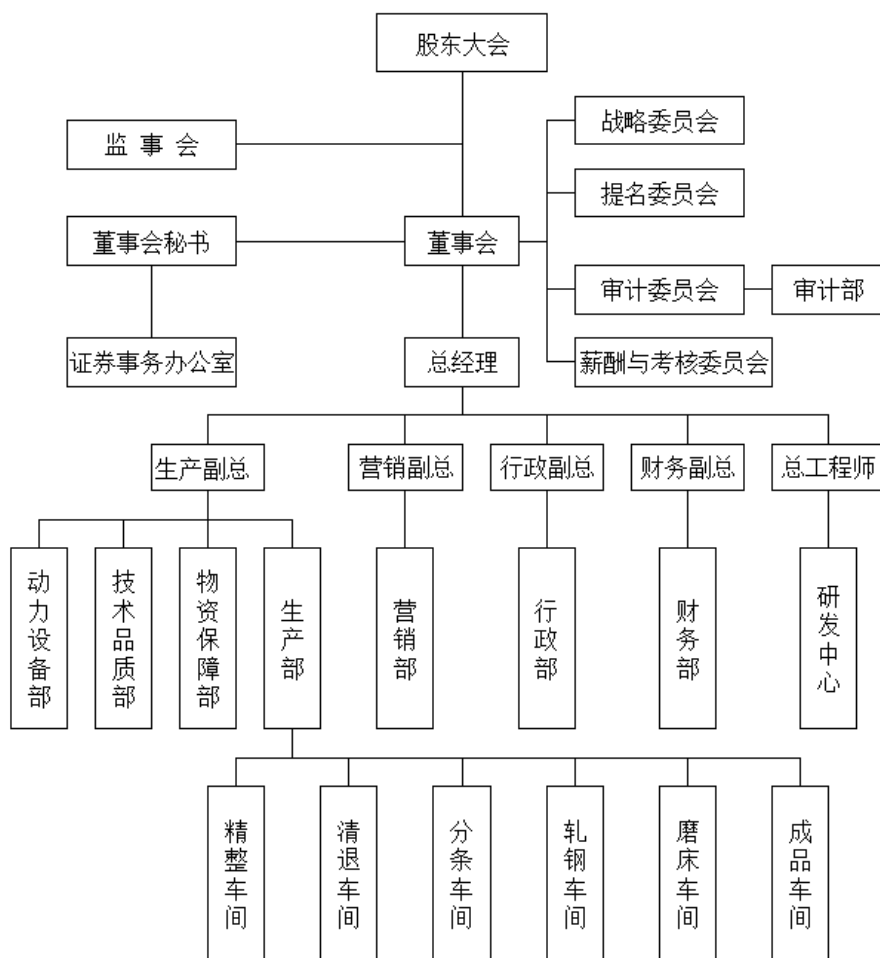 股东大会
战略委员会
监 事 会
提名委员会
董事会秘书
董事会
审计委员会
审计部
证券事务办公室
总经理
薪酬与考核委员会
生产副总
营销副总
行政副总
财务副总
总工程师
动力设备部
技术品质部
物资保障部
生产部
营销部
行政部
财务部
研发中心
精整车间
清退车间
分条车间
轧钢车间
磨床车间
成品车间